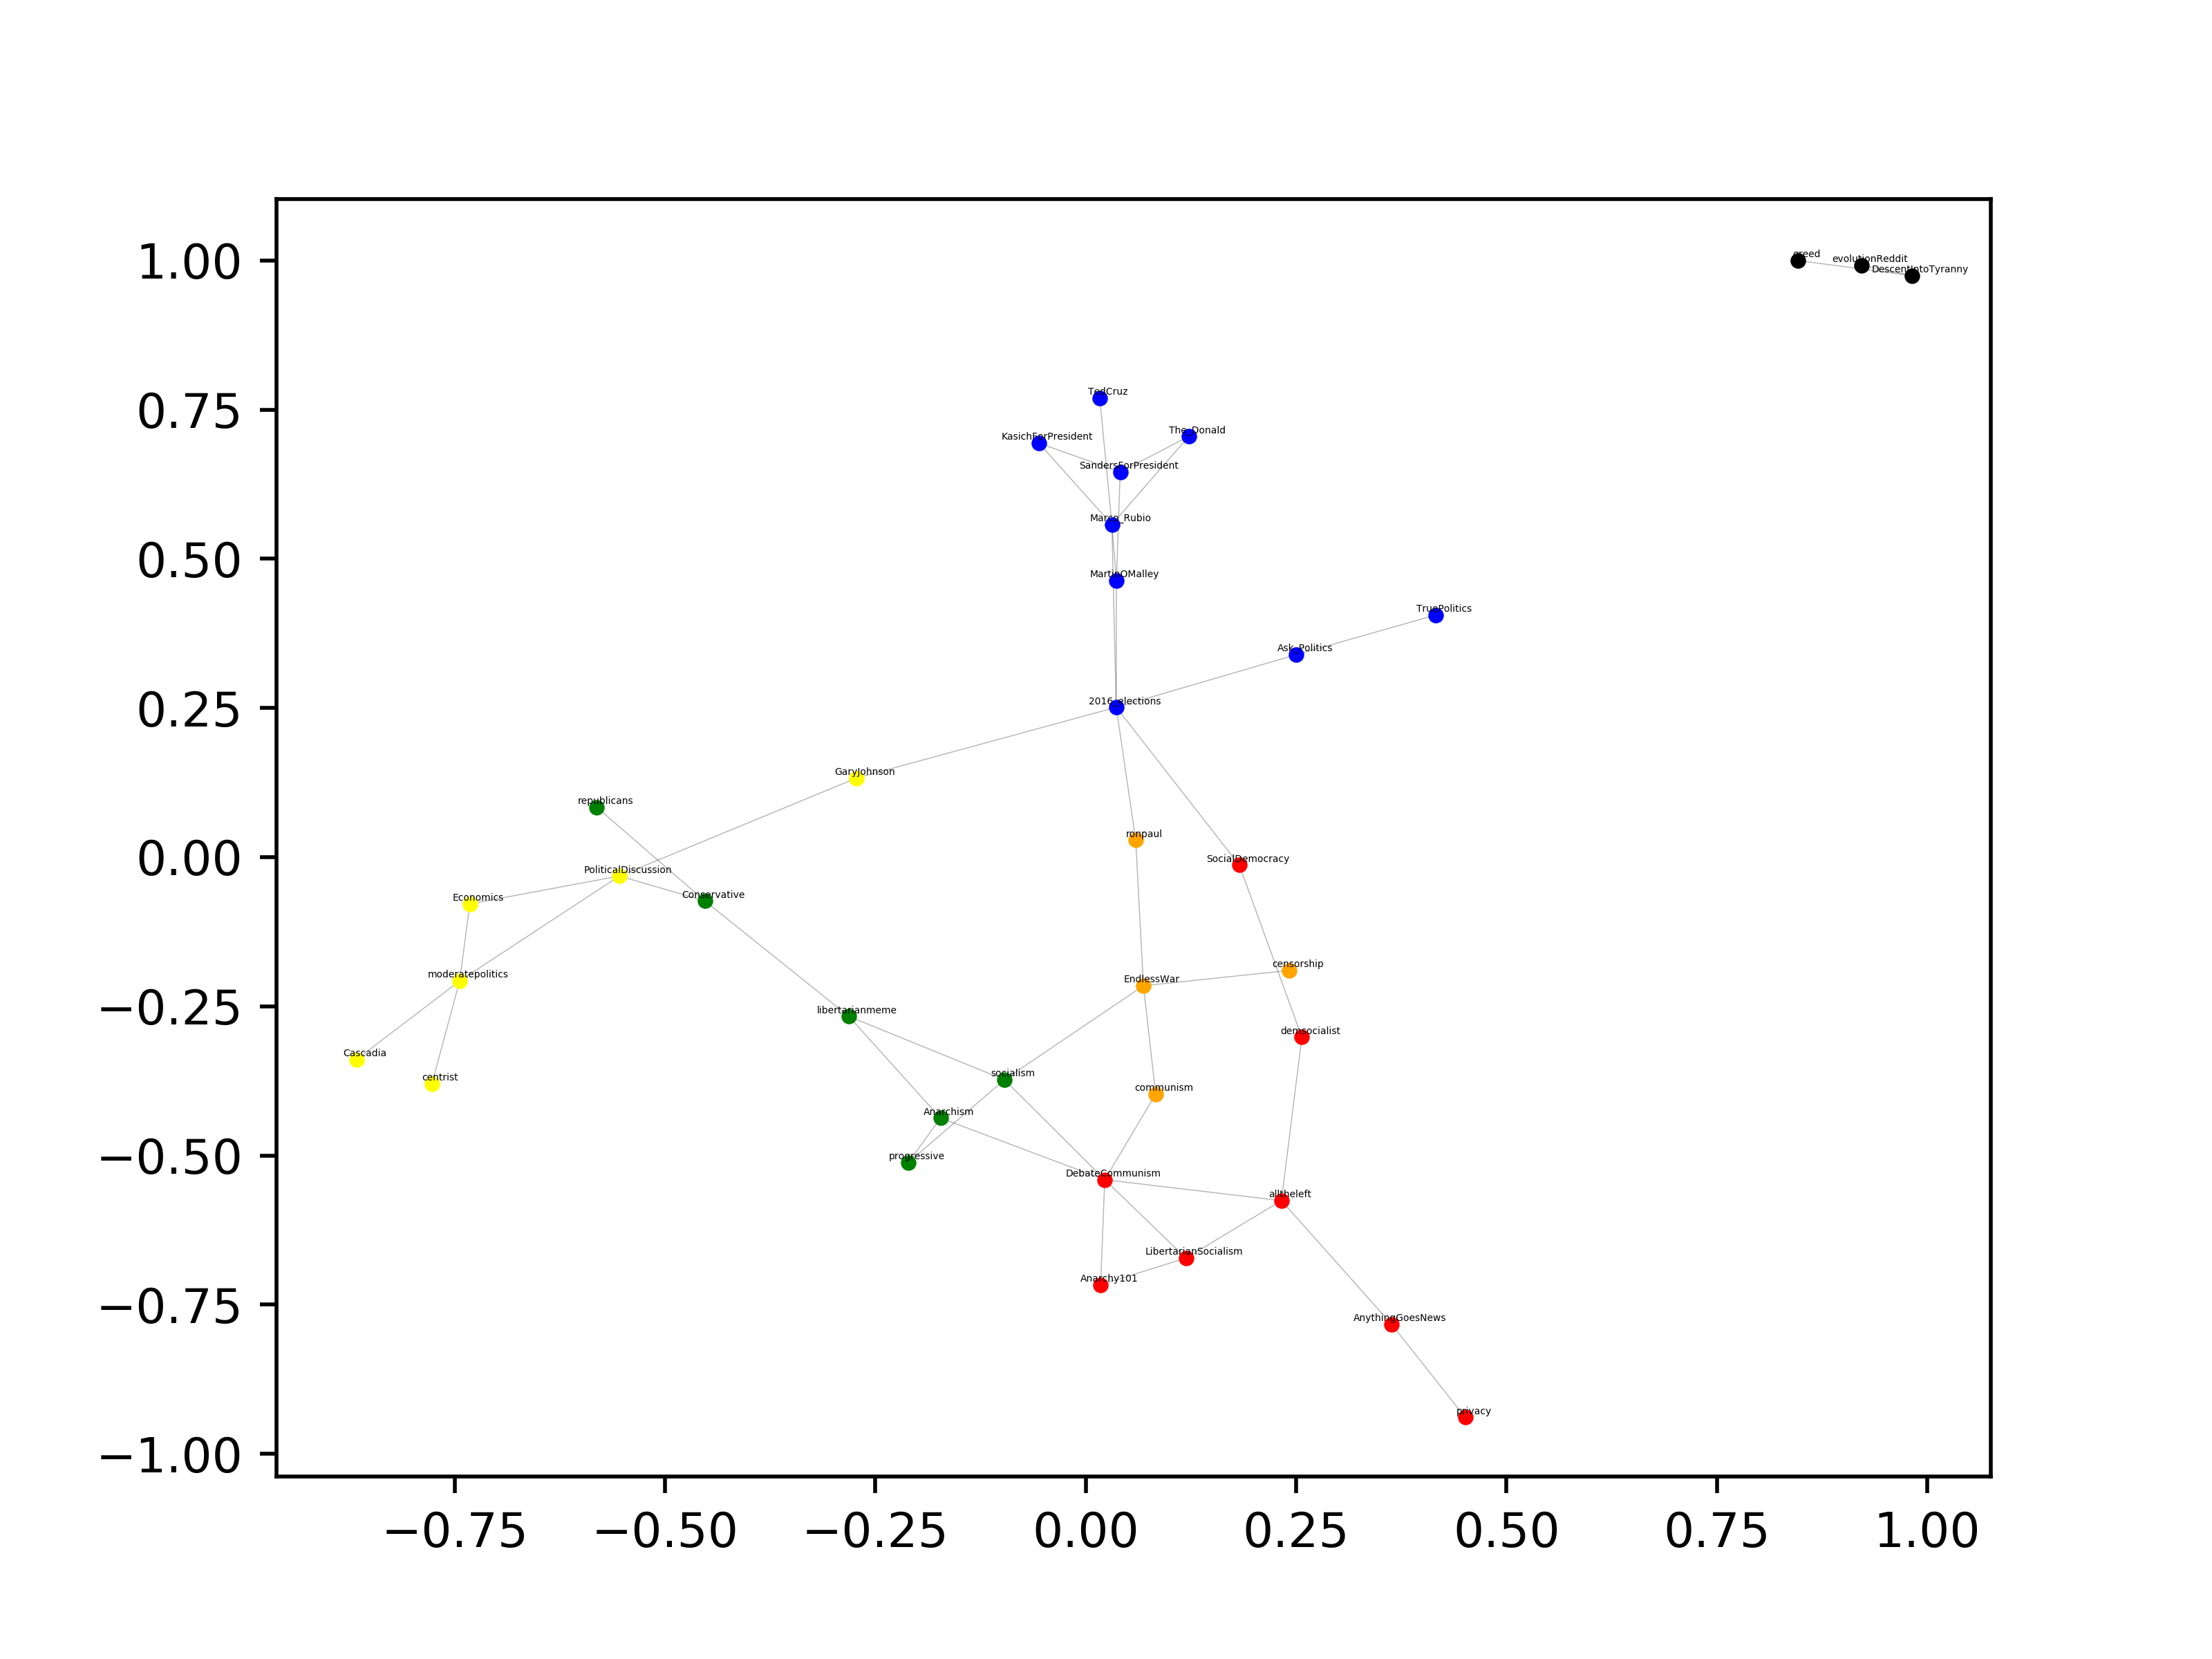 1.00
0.75
0.50
0.25
0.00
−0.25
−0.50
−0.75
−1.00
greed
evolutionReddit
DescentIntoTyranny
TedCruz
KasichForPresident
The_Donald
SandersForPresident
Marco_Rubio
MartinOMalley
TruePolitics
Ask_Politics
2016_elections
GaryJohnson
republicans
ronpaul
SocialDemocracy
PoliticalDiscussion
Economics
Conservative
censorship
moderatepolitics
EndlessWar
libertarianmeme
demsocialist
Cascadia
socialism
centrist
communism
Anarchism
progressive
DebateCommunism
alltheleft
LibertarianSocialism
Anarchy101
AnythingGoesNews
privacy
−0.75 −0.50 −0.25 0.00 0.25 0.50 0.75 1.00